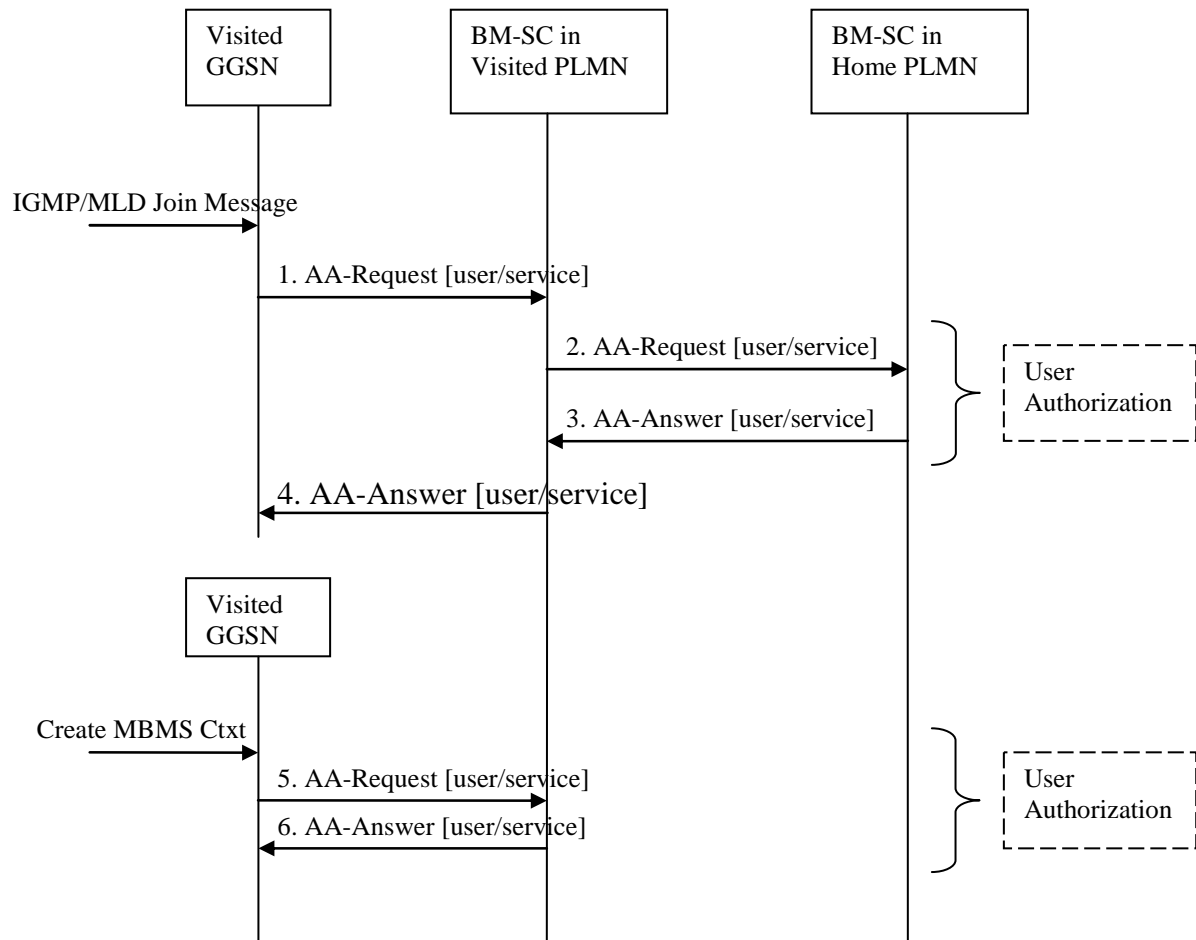 Visited
GGSN
BM-SC in
Visited PLMN
BM-SC in
Home PLMN
IGMP/MLD Join Message
1. AA-Request [user/service]
2. AA-Request [user/service]
3. AA-Answer [user/service]
User
Authorization
4. AA-Answer [user/service]
Visited
GGSN
Create MBMS Ctxt
5. AA-Request [user/service]
6. AA-Answer [user/service]
User
Authorization